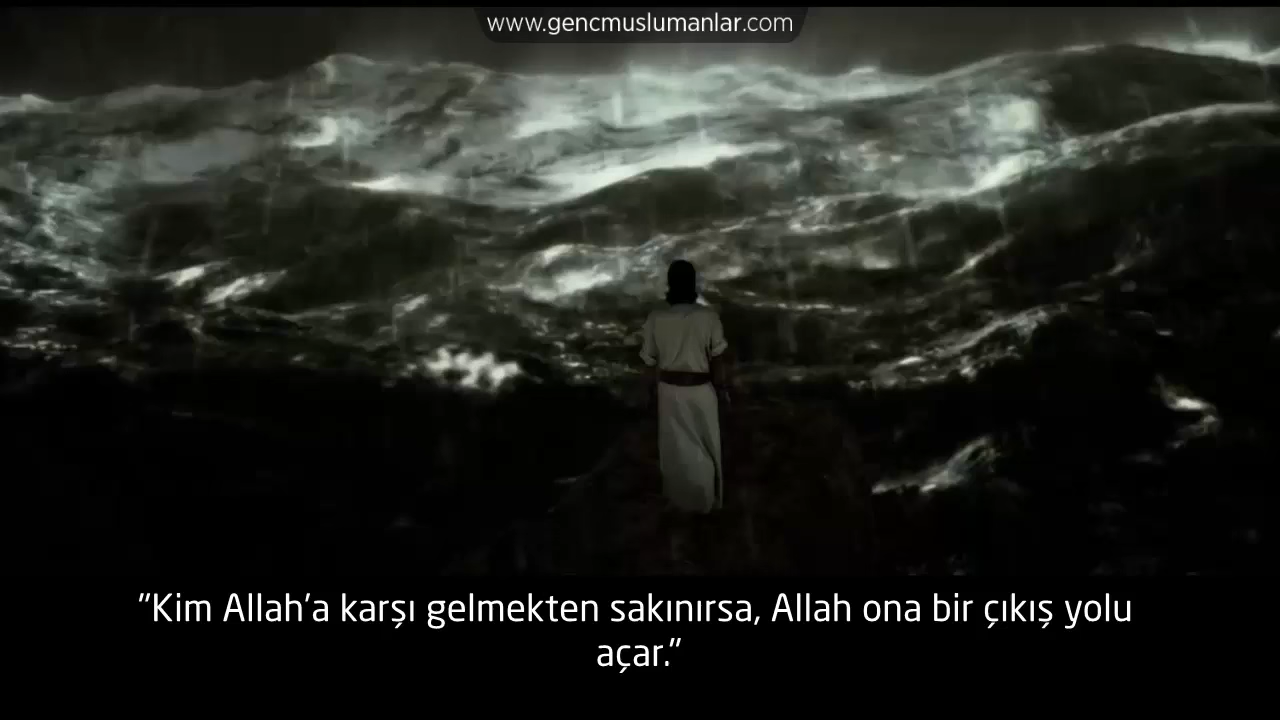 www.gencmuslumanlar.com
"Kim Allah'a karşı gelmekten sakınırsa, Allah ona bir çıkış yolu
açar."